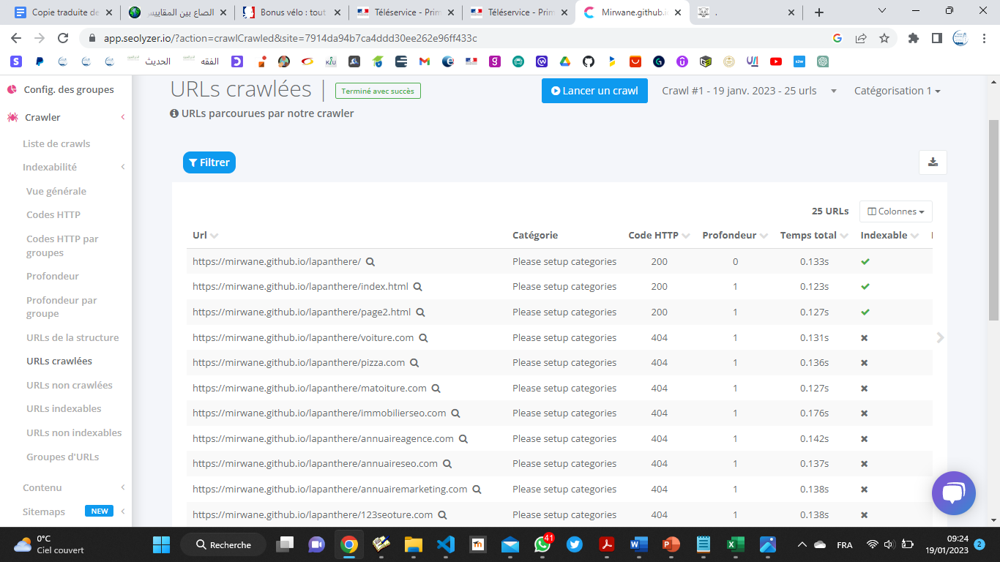 Copie traduite de
الصاع بين المقاييس
Bonus vélo : tout
Téléservice - Prim
Téléservice - Prim
Mirwane.github.io
.
app.seolyzer.io/?action=crawlCrawled&site=7914da94b7ca4ddd30ee262e96ff433c
الحديث
الفقه
Config. des groupes
Crawler
Liste de crawls
Indexabilité
Vue générale
Codes HTTP
Codes HTTP par
groupes
Profondeur
Profondeur par
groupe
URLs de la structure
URLs crawlées
URLs non crawlées
URLs indexables
URLs non indexables
Groupes d'URLs
Contenu
Sitemaps NEW
URLs crawlées | Terminé avec succès
Lancer un crawl
Crawl #1 - 19 janv. 2023 - 25 urls
Catégorisation 1
URLs parcourues par notre crawler
Filtrer
25 URLs
Colonnes
Url Catégorie Code HTTP Profondeur Temps total Indexable
https://mirwane.github.io/lapanthere/ Please setup categories 200 0 0.133s
https://mirwane.github.io/lapanthere/index.html Please setup categories 200 1 0.123s
https://mirwane.github.io/lapanthere/page2.html Please setup categories 200 1 0.127s
https://mirwane.github.io/lapanthere/voiture.com Please setup categories 404 1 0.131s
https://mirwane.github.io/lapanthere/pizza.com Please setup categories 404 1 0.136s
https://mirwane.github.io/lapanthere/matoiture.com Please setup categories 404 1 0.127s
https://mirwane.github.io/lapanthere/immobilierseo.com Please setup categories 404 1 0.176s
https://mirwane.github.io/lapanthere/annuaireagence.com Please setup categories 404 1 0.142s
https://mirwane.github.io/lapanthere/annuaireseo.com Please setup categories 404 1 0.137s
https://mirwane.github.io/lapanthere/annuairemarketing.com Please setup categories 404 1 0.138s
https://mirwane.github.io/lapanthere/123seoture.com Please setup categories 404 1 0.138s
0°C
Ciel couvert
Recherche
41
FRA
09:24
19/01/2023
2